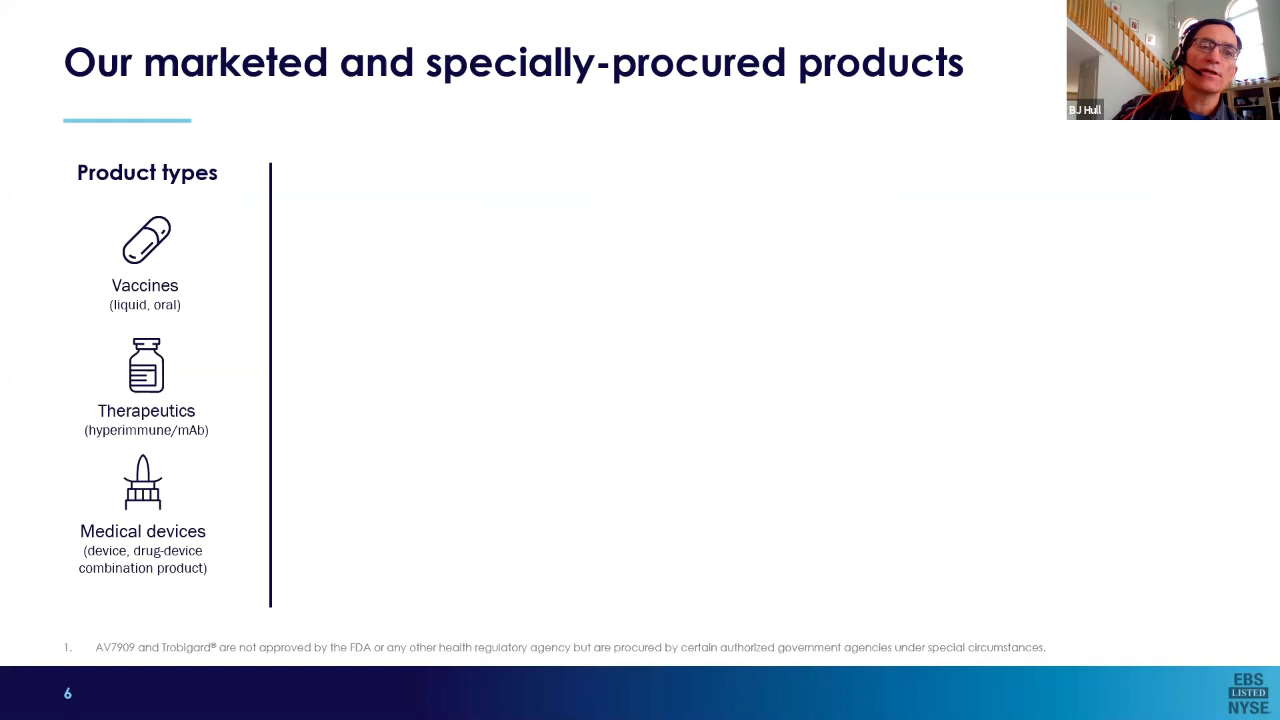 Our marketed and specially-procured products
BJ Hull
Product types
Vaccines
(liquid, oral)
Therapeutics
(hyperimmune/mAb)
Medical devices
(device, drug-device
combination product)
1. AV7909 and Trobigard® are not approved by the FDA or any other health regulatory agency but are procured by certain authorized government agencies under special circumstances.
6
EBS
LISTED
NYSE